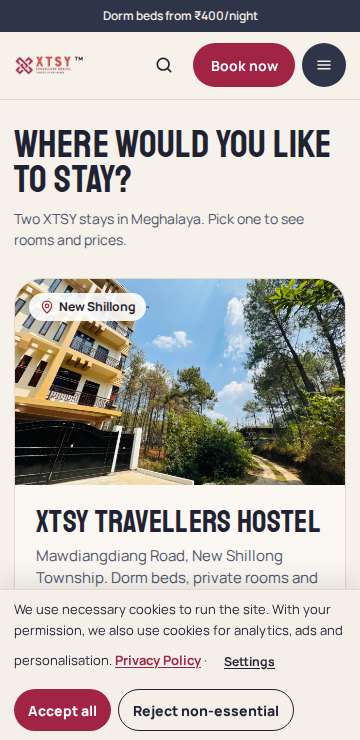 Dorm beds from ₹400/night
XTSY™
Book now
WHERE WOULD YOU LIKE
TO STAY?
Two XTSY stays in Meghalaya. Pick one to see
rooms and prices.
New Shillong
XTSY TRAVELLERS HOSTEL
Mawdiangdiang Road, New Shillong
Township. Dorm beds, private rooms and
We use necessary cookies to run the site. With your
permission, we also use cookies for analytics, ads and
personalisation. Privacy Policy · Settings
Accept all
Reject non-essential